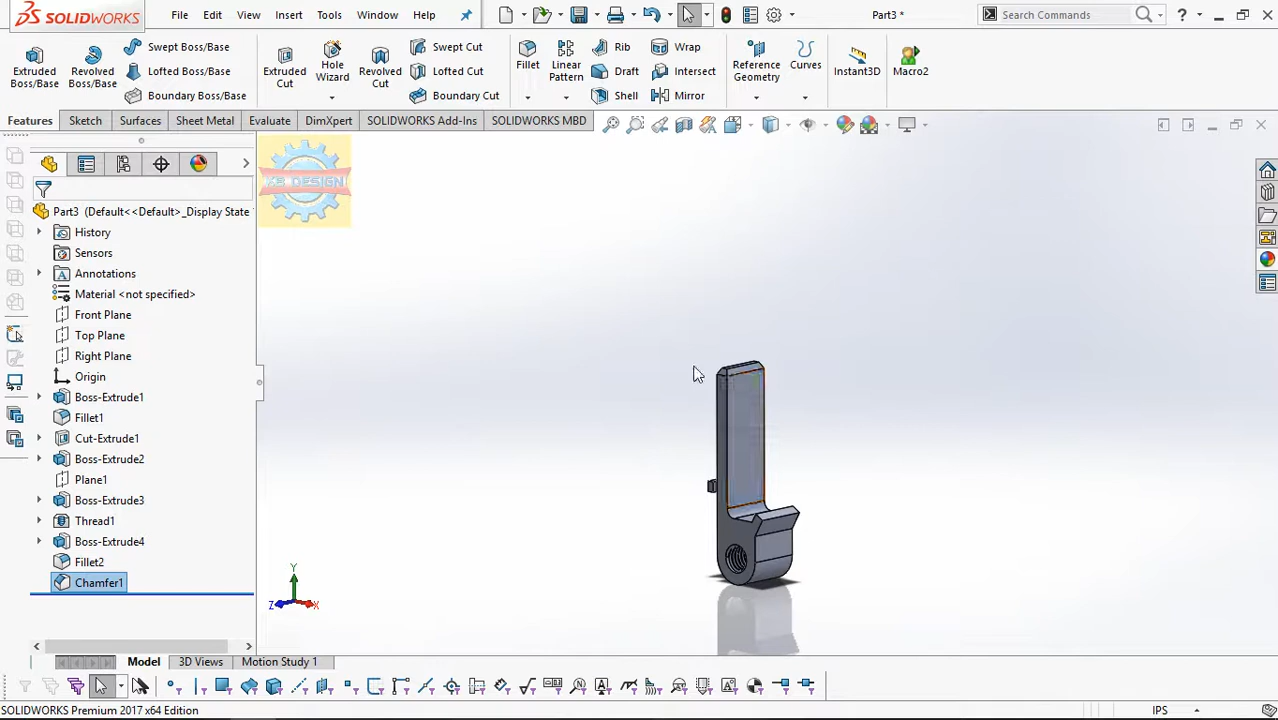 SOLIDWORKS
File Edit View Insert Tools Window Help
Part3 *
Search Commands
Extruded Boss/Base
Revolved Boss/Base
Swept Boss/Base
Lofted Boss/Base
Boundary Boss/Base
Extruded Cut
Hole Wizard
Revolved Cut
Swept Cut
Lofted Cut
Boundary Cut
Fillet
Linear Pattern
Rib
Draft
Shell
Wrap
Intersect
Mirror
Reference Geometry
Curves
Instant3D
Macro2
Features Sketch Surfaces Sheet Metal Evaluate DimXpert SOLIDWORKS Add-Ins SOLIDWORKS MBD
Part3 (Default<<Default>_Display State
History
Sensors
Annotations
Material <not specified>
Front Plane
Top Plane
Right Plane
Origin
Boss-Extrude1
Fillet1
Cut-Extrude1
Boss-Extrude2
Plane1
Boss-Extrude3
Thread1
Boss-Extrude4
Fillet2
Chamfer1
Y
Z
X
Model 3D Views Motion Study 1
SOLIDWORKS Premium 2017 x64 Edition
IPS